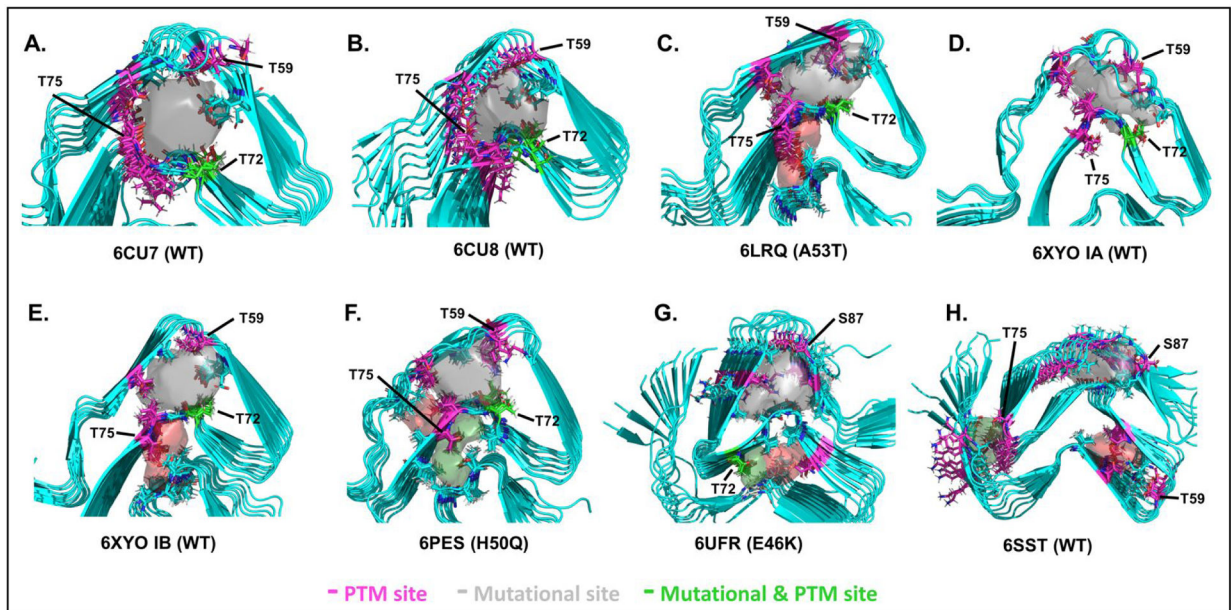 A.
T59
T75
T72
6CU7 (WT)
B.
T59
T75
T72
6CU8 (WT)
C.
T59
T75
T72
6LRQ (A53T)
D.
T59
T72
T75
6XYO IA (WT)
E.
T59
T72
T75
6XYO IB (WT)
F.
T59
T75
T72
6PES (H50Q)
G.
S87
T72
6UFR (E46K)
H.
T75
S87
T59
6SST (WT)
PTM site Mutational site Mutational & PTM site